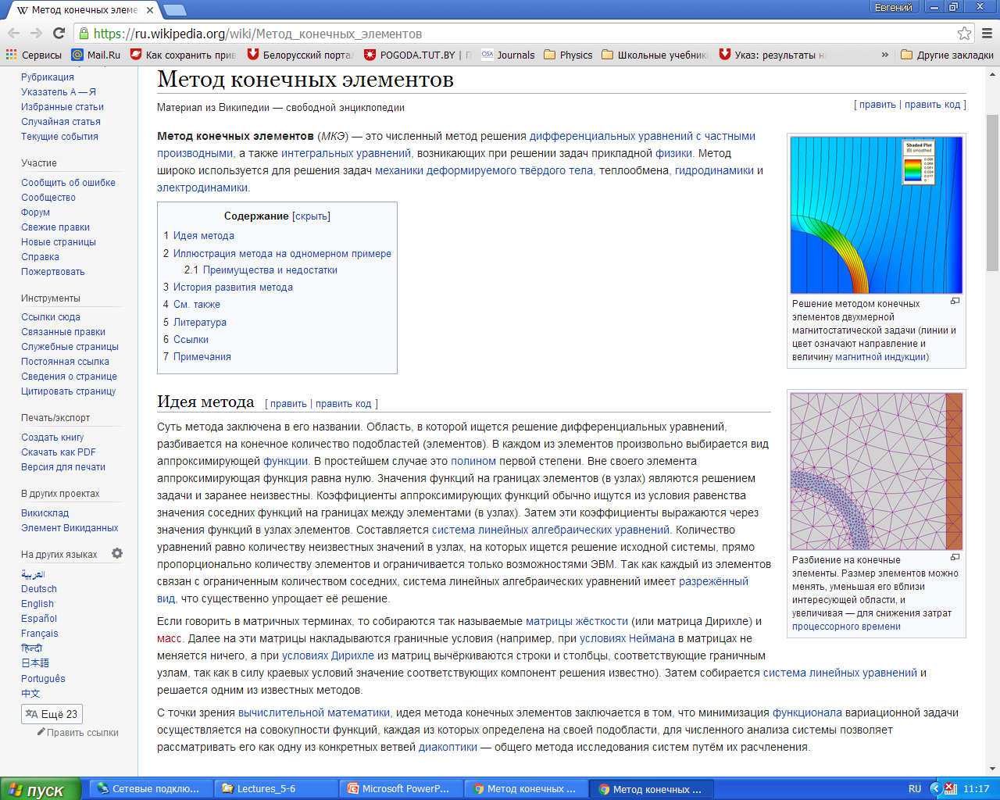 Метод конечных элеме
Евгений
https://ru.wikipedia.org/wiki/Метод_конечных_элементов
Сервисы
Mail.Ru
Как сохранить прив
Белорусский порта
POGODA.TUT.BY |
Journals
Physics
Школьные учебник
Указ: результаты н
»
Другие закладки
Рубрикация
Указатель А — Я
Избранные статьи
Случайная статья
Текущие события
Участие
Сообщить об ошибке
Сообщество
Форум
Свежие правки
Новые страницы
Справка
Пожертвовать
Инструменты
Ссылки сюда
Связанные правки
Служебные страницы
Постоянная ссылка
Сведения о странице
Цитировать страницу
Печать/экспорт
Создать книгу
Скачать как PDF
Версия для печати
В других проектах
Викисклад
Элемент Викиданных
На других языках
العربية
Deutsch
English
Español
Français
हिन्दी
日本語
Português
中文
Ещё 23
Править ссылки
Метод конечных элементов
Материал из Википедии — свободной энциклопедии
[ править | править код ]
Метод конечных элементов (МКЭ) — это численный метод решения дифференциальных уравнений с частными
производными, а также интегральных уравнений, возникающих при решении задач прикладной физики. Метод
широко используется для решения задач механики деформируемого твёрдого тела, теплообмена, гидродинамики и
электродинамики.
Содержание [скрыть]
1 Идея метода
2 Иллюстрация метода на одномерном примере
2.1 Преимущества и недостатки
3 История развития метода
4 См. также
5 Литература
6 Ссылки
7 Примечания
Shaded Plot
|B| smoothed
0.085
0.068
0.051
0.034
0.017
0
Решение методом конечных
элементов двухмерной
магнитостатической задачи (линии и
цвет означают направление и
величину магнитной индукции)
Идея метода [ править | править код ]
Суть метода заключена в его названии. Область, в которой ищется решение дифференциальных уравнений,
разбивается на конечное количество подобластей (элементов). В каждом из элементов произвольно выбирается вид
аппроксимирующей функции. В простейшем случае это полином первой степени. Вне своего элемента
аппроксимирующая функция равна нулю. Значения функций на границах элементов (в узлах) являются решением
задачи и заранее неизвестны. Коэффициенты аппроксимирующих функций обычно ищутся из условия равенства
значения соседних функций на границах между элементами (в узлах). Затем эти коэффициенты выражаются через
значения функций в узлах элементов. Составляется система линейных алгебраических уравнений. Количество
уравнений равно количеству неизвестных значений в узлах, на которых ищется решение исходной системы, прямо
пропорционально количеству элементов и ограничивается только возможностями ЭВМ. Так как каждый из элементов
связан с ограниченным количеством соседних, система линейных алгебраических уравнений имеет разрежённый
вид, что существенно упрощает её решение.
Разбиение на конечные
элементы. Размер элементов можно
менять, уменьшая его вблизи
интересующей области, и
увеличивая — для снижения затрат
процессорного времени
Если говорить в матричных терминах, то собираются так называемые матрицы жёсткости (или матрица Дирихле) и
масс. Далее на эти матрицы накладываются граничные условия (например, при условиях Неймана в матрицах не
меняется ничего, а при условиях Дирихле из матриц вычёркиваются строки и столбцы, соответствующие граничным
узлам, так как в силу краевых условий значение соответствующих компонент решения известно). Затем собирается система линейных уравнений и
решается одним из известных методов.
С точки зрения вычислительной математики, идея метода конечных элементов заключается в том, что минимизация функционала вариационной задачи
осуществляется на совокупности функций, каждая из которых определена на своей подобласти, для численного анализа системы позволяет
рассматривать его как одну из конкретных ветвей диакоптики — общего метода исследования систем путём их расчленения.
пуск
Сетевые подклю...
Lectures_5-6
Microsoft PowerP...
Метод конечных ...
Метод конечных ...
RU
11:17